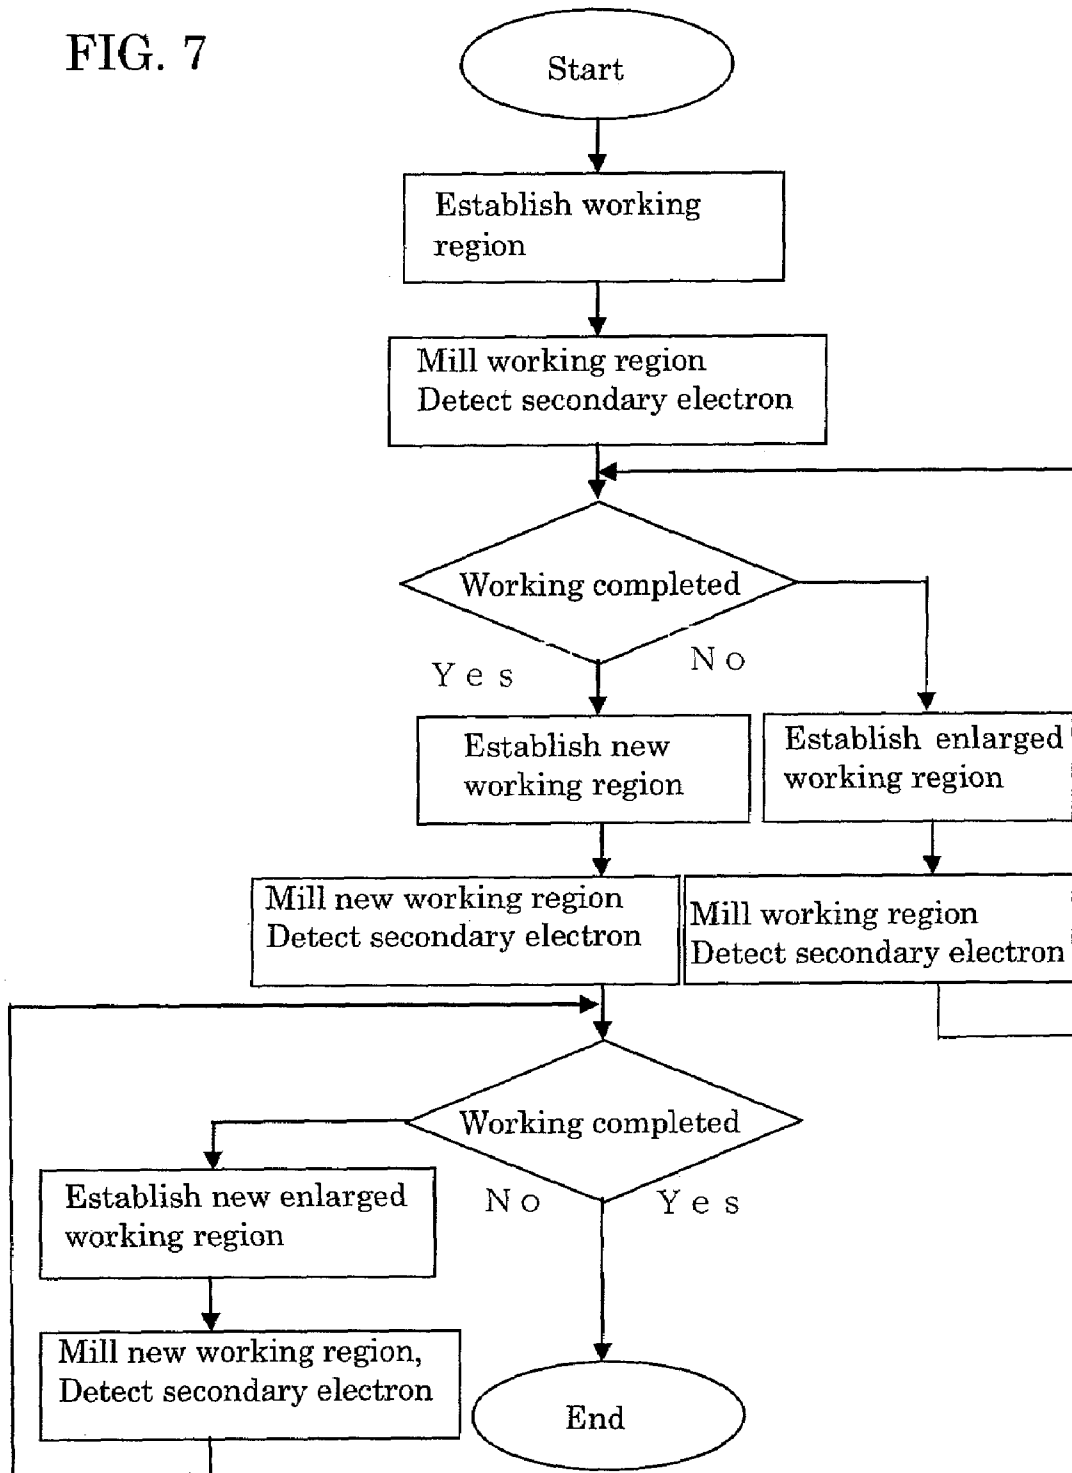 FIG. 7
Start
Establish working
region
Mill working region
Detect secondary electron
Working completed
Yes
No
Establish new
working region
Establish enlarged
working region
Mill new working region
Detect secondary electron
Mill working region
Detect secondary electron
Working completed
No
Yes
Establish new enlarged
working region
Mill new working region,
Detect secondary electron
End